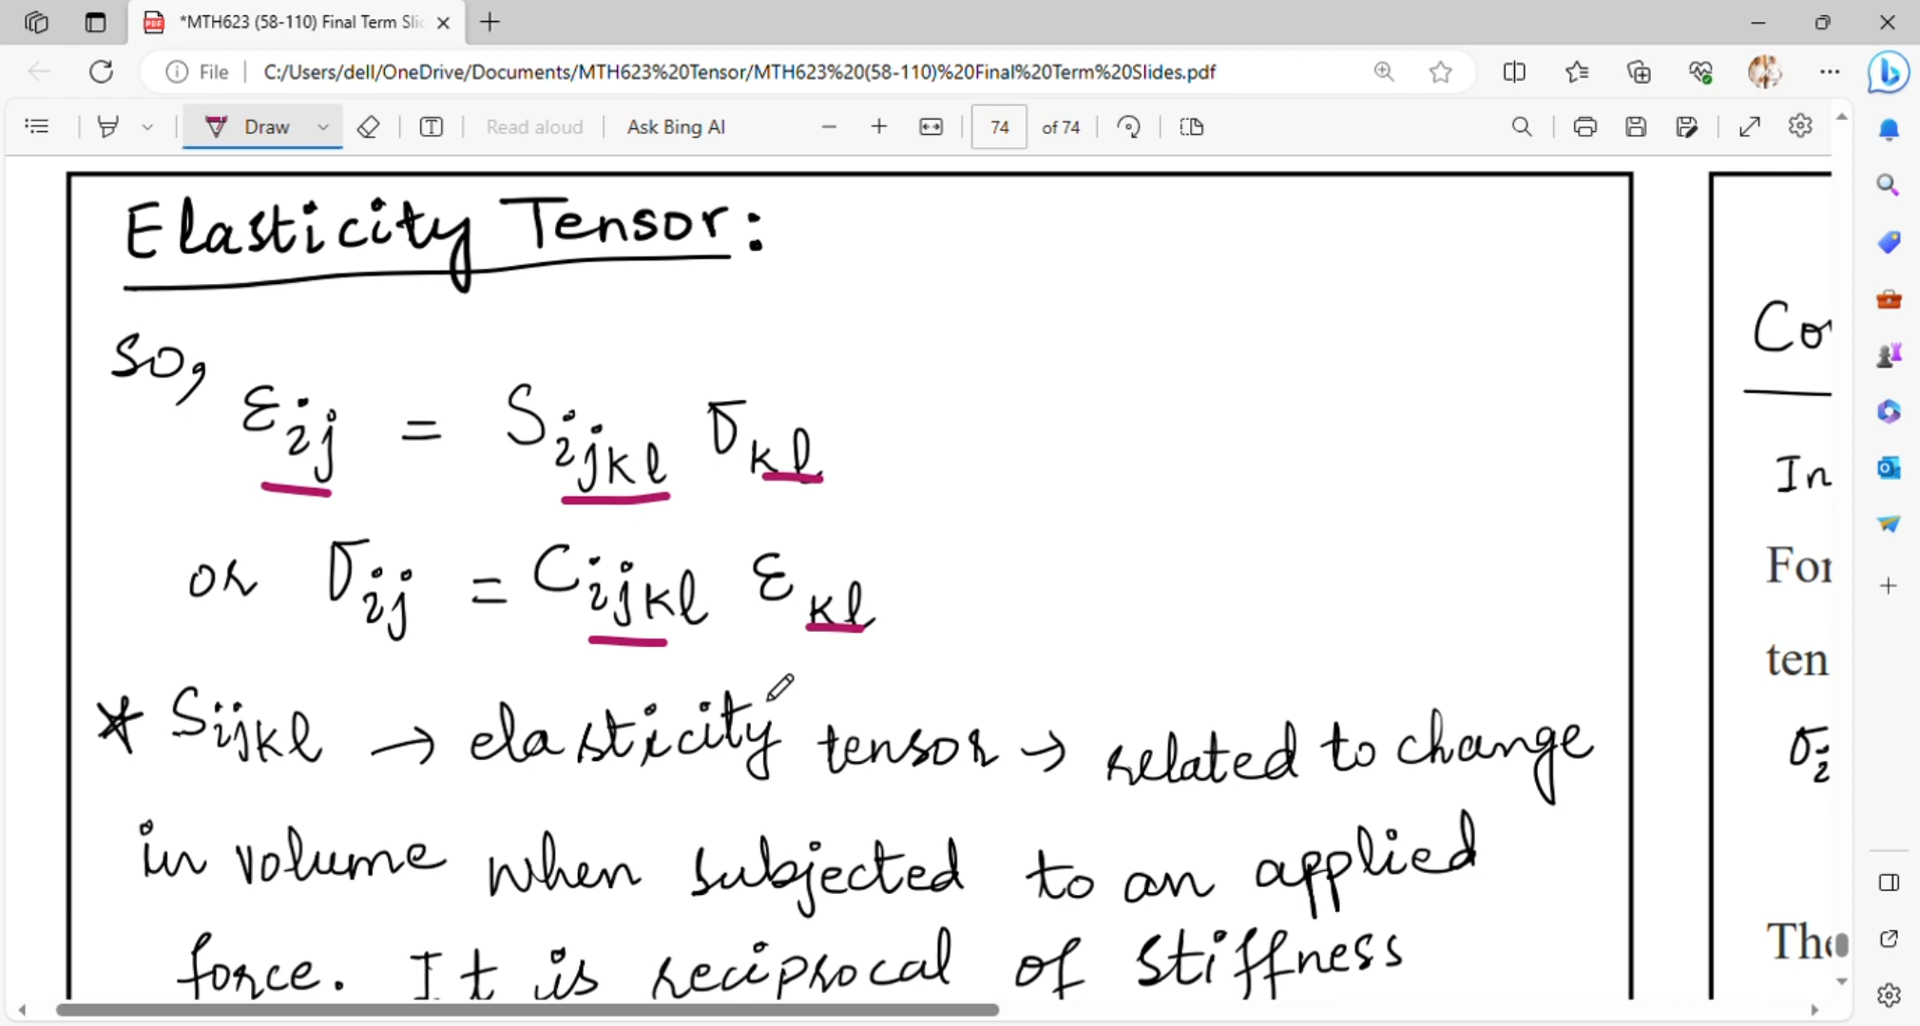 *MTH623 (58-110) Final Term Slic
File
C:/Users/dell/OneDrive/Documents/MTH623%20Tensor/MTH623%20(58-110)%20Final%20Term%20Slides.pdf
Draw
Read aloud
Ask Bing AI
74
of 74
Elasticity Tensor:
So,
εij = Sijkl σkl
or σij = Cijkl εkl
* Sijkl → elasticity tensor → related to change
in volume when subjected to an applied
force. It is reciprocal of stiffness
Co
In
For
ten
σ
The